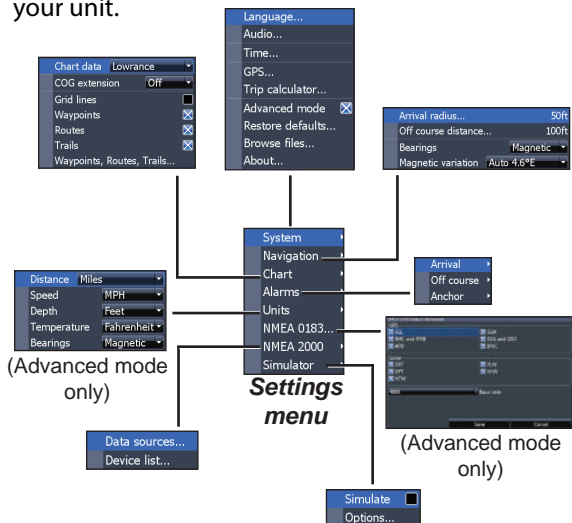 your unit.
Language...
Audio...
Time...
GPS...
Trip calculator...
Advanced mode
Restore defaults...
Browse files...
About...
Chart data Lowrance
COG extension Off
Grid lines
Waypoints
Routes
Trails
Waypoints, Routes, Trails...
Arrival radius... 50ft
Off course distance... 100ft
Bearings Magnetic
Magnetic variation Auto 4.6°E
System
Navigation
Chart
Alarms
Units
NMEA 0183...
NMEA 2000
Simulator
Settings
menu
Arrival
Off course
Anchor
Distance Miles
Speed MPH
Depth Feet
Temperature Fahrenheit
Bearings Magnetic
(Advanced mode
only)
Baud rate
Save Cancel
(Advanced mode
only)
Data sources...
Device list...
Simulate
Options...